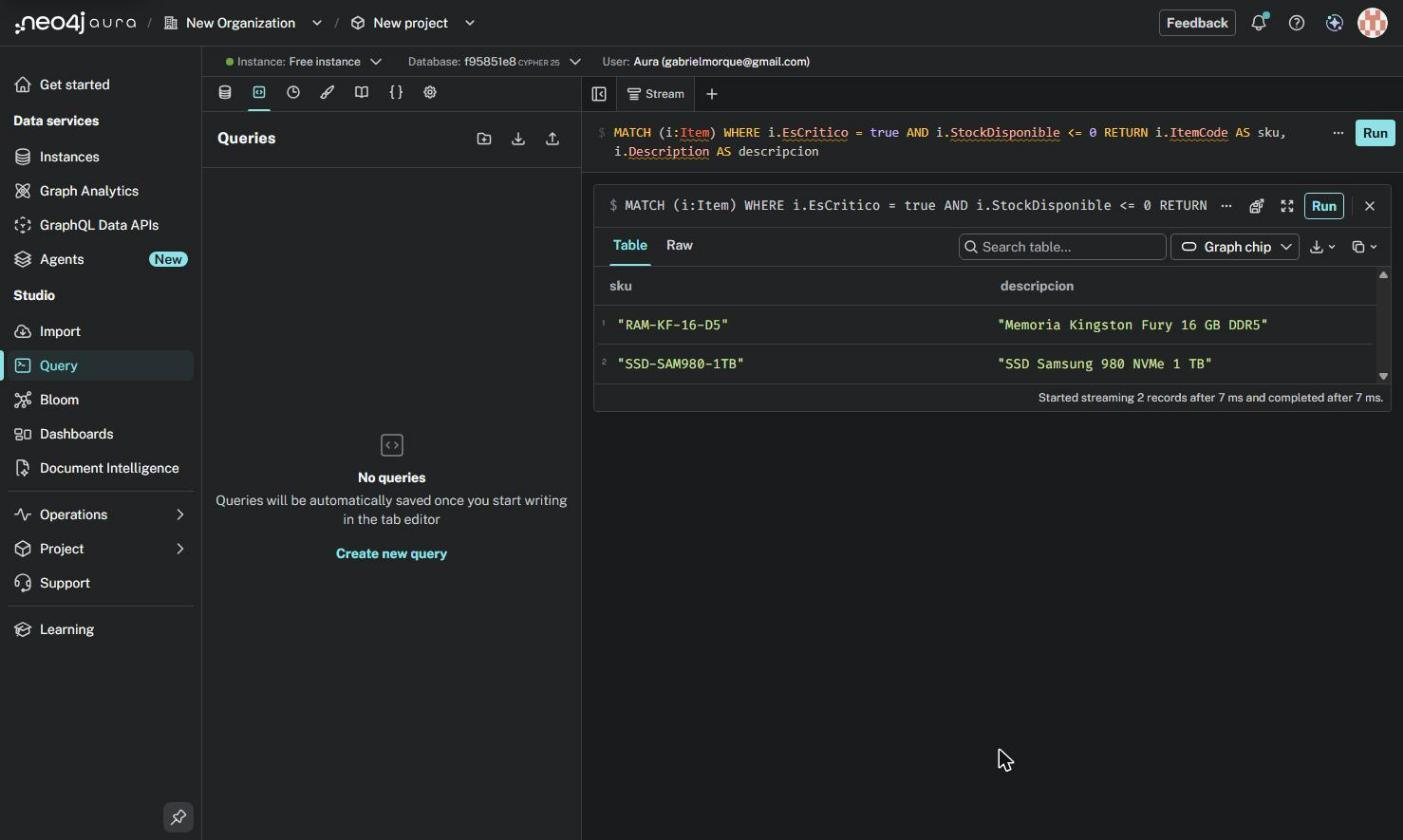 :neo4j aura / New Organization / New project Feedback
Instance: Free instance Database: f95851e8 CYPHER 25 User: Aura (gabrielmorque@gmail.com)
Get started
Data services
Instances
Graph Analytics
GraphQL Data APIs
Agents New
Studio
Import
Query
Bloom
Dashboards
Document Intelligence
Operations
Project
Support
Learning
Queries
No queries
Queries will be automatically saved once you start writing
in the tab editor
Create new query
Stream
$ MATCH (i:Item) WHERE i.EsCritico = true AND i.StockDisponible <= 0 RETURN i.ItemCode AS sku, ... Run
i.Description AS descripcion
$ MATCH (i:Item) WHERE i.EsCritico = true AND i.StockDisponible <= 0 RETURN ... Run
Table Raw Search table... Graph chip
sku descripcion
1 "RAM-KF-16-D5" "Memoria Kingston Fury 16 GB DDR5"
2 "SSD-SAM980-1TB" "SSD Samsung 980 NVMe 1 TB"
Started streaming 2 records after 7 ms and completed after 7 ms.